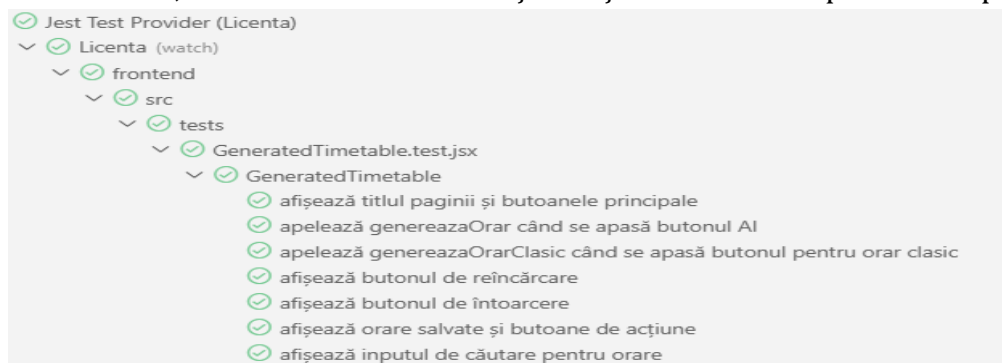 Jest Test Provider (Licenta)
Licenta (watch)
frontend
src
tests
GeneratedTimetable.test.jsx
GeneratedTimetable
afișează titlul paginii și butoanele principale
apelează genereazaOrar când se apasă butonul AI
apelează genereazaOrarClasic când se apasă butonul pentru orar clasic
afișează butonul de reîncărcare
afișează butonul de întoarcere
afișează orare salvate și butoane de acțiune
afișează inputul de căutare pentru orare